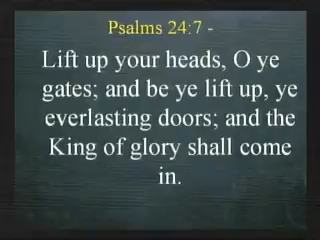 Psalms 24:7 -
Lift up your heads, O ye
gates; and be ye lift up, ye
everlasting doors; and the
King of glory shall come
in.